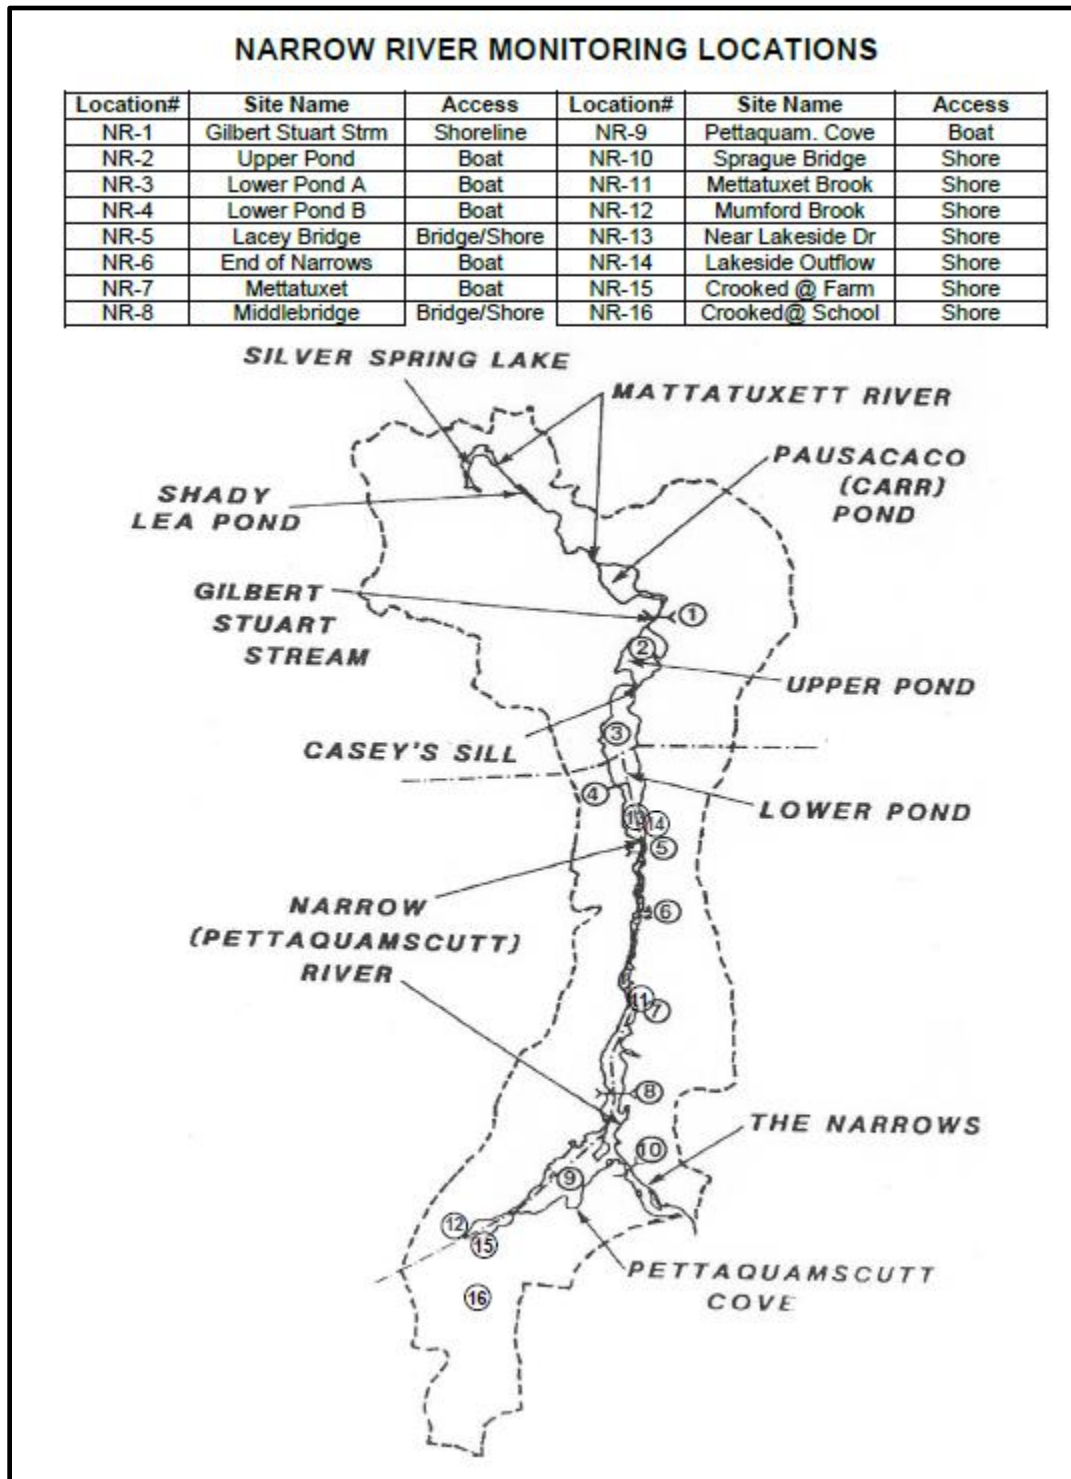 NARROW RIVER MONITORING LOCATIONS
Location# Site Name Access Location# Site Name Access
NR-1 Gilbert Stuart Strm Shoreline NR-9 Pettaquam. Cove Boat
NR-2 Upper Pond Boat NR-10 Sprague Bridge Shore
NR-3 Lower Pond A Boat NR-11 Mettatuxet Brook Shore
NR-4 Lower Pond B Boat NR-12 Mumford Brook Shore
NR-5 Lacey Bridge Bridge/Shore NR-13 Near Lakeside Dr Shore
NR-6 End of Narrows Boat NR-14 Lakeside Outflow Shore
NR-7 Mettatuxet Boat NR-15 Crooked @ Farm Shore
NR-8 Middlebridge Bridge/Shore NR-16 Crooked@ School Shore
SILVER SPRING LAKE
MATTATUXETT RIVER
PAUSACACO
(CARR)
POND
SHADY
LEA POND
GILBERT
STUART
STREAM
1
2
UPPER POND
3
CASEY'S SILL
4
LOWER POND
13
14
5
NARROW
(PETTAQUAMSCUTT)
RIVER
6
11
7
8
THE NARROWS
10
9
12
15
PETTAQUAMSCUTT
COVE
16